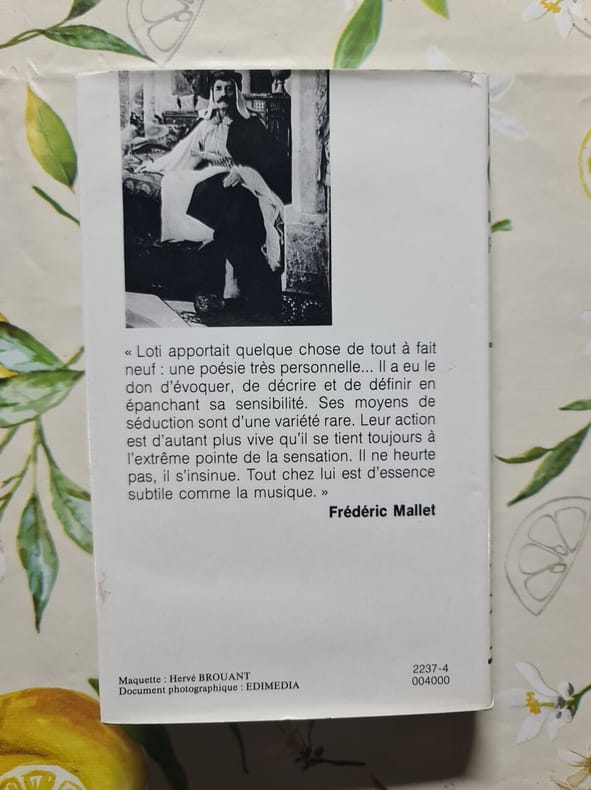 « Loti apportait quelque chose de tout à fait
neuf : une poésie très personnelle... Il a eu le
don d'évoquer, de décrire et de définir en
épanchant sa sensibilité. Ses moyens de
séduction sont d'une variété rare. Leur action
est d'autant plus vive qu'il se tient toujours à
l'extrême pointe de la sensation. Il ne heurte
pas, il s'insinue. Tout chez lui est d'essence
subtile comme la musique. »
Frédéric Mallet
Maquette : Hervé BROUANT
Document photographique : EDIMEDIA
2237-4
004000